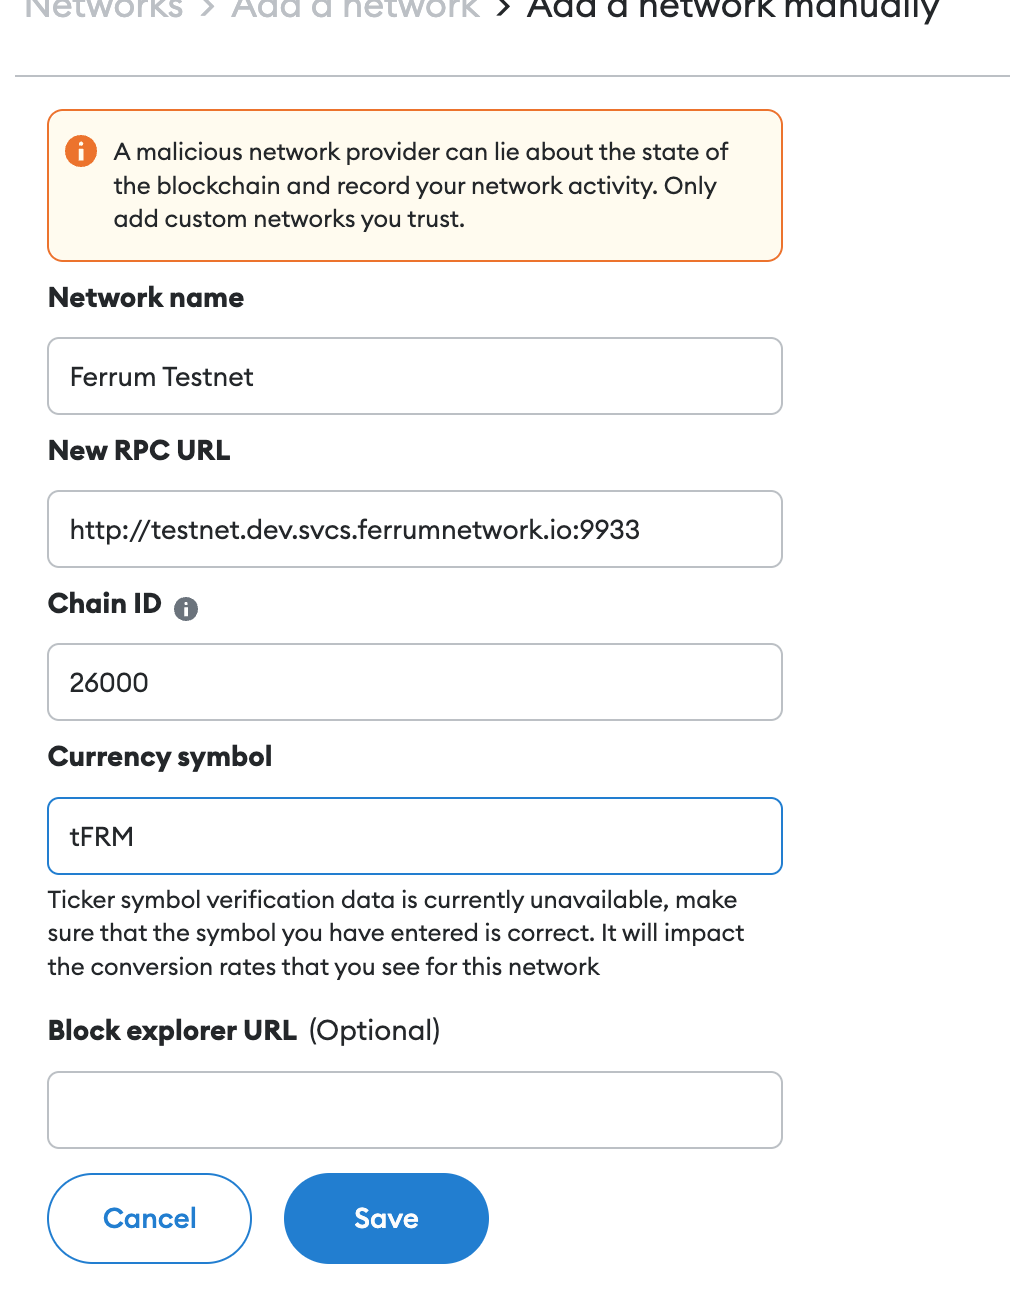 Networks > Add a network > Add a network manually
A malicious network provider can lie about the state of
the blockchain and record your network activity. Only
add custom networks you trust.
Network name
Ferrum Testnet
New RPC URL
http://testnet.dev.svcs.ferrumnetwork.io:9933
Chain ID
26000
Currency symbol
tFRM
Ticker symbol verification data is currently unavailable, make
sure that the symbol you have entered is correct. It will impact
the conversion rates that you see for this network
Block explorer URL (Optional)
Cancel Save